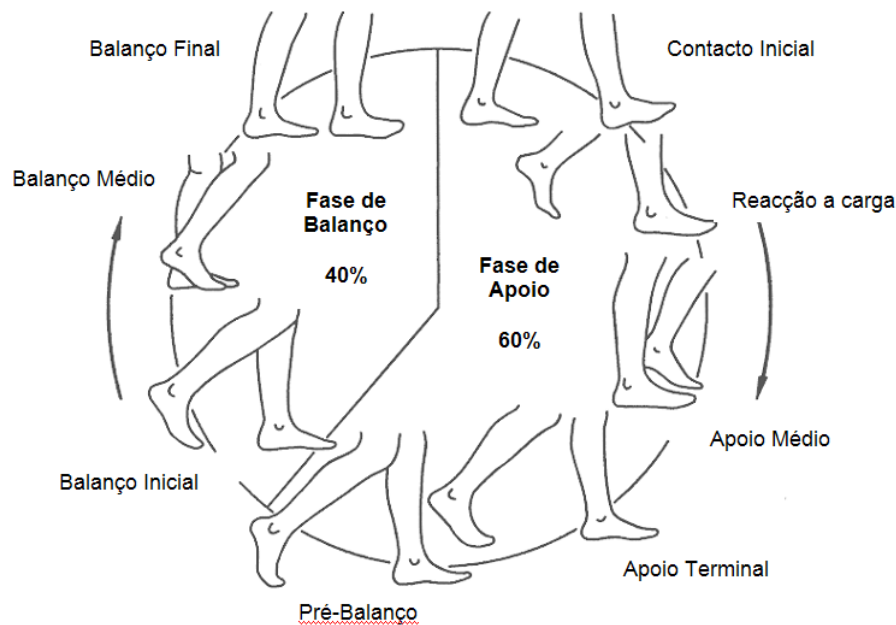 Balanço Final
Contacto Inicial
Balanço Médio
Fase de
Balanço
40%
Reacção a carga
Fase de
Apoio
60%
Apoio Médio
Balanço Inicial
Apoio Terminal
Pré-Balanço